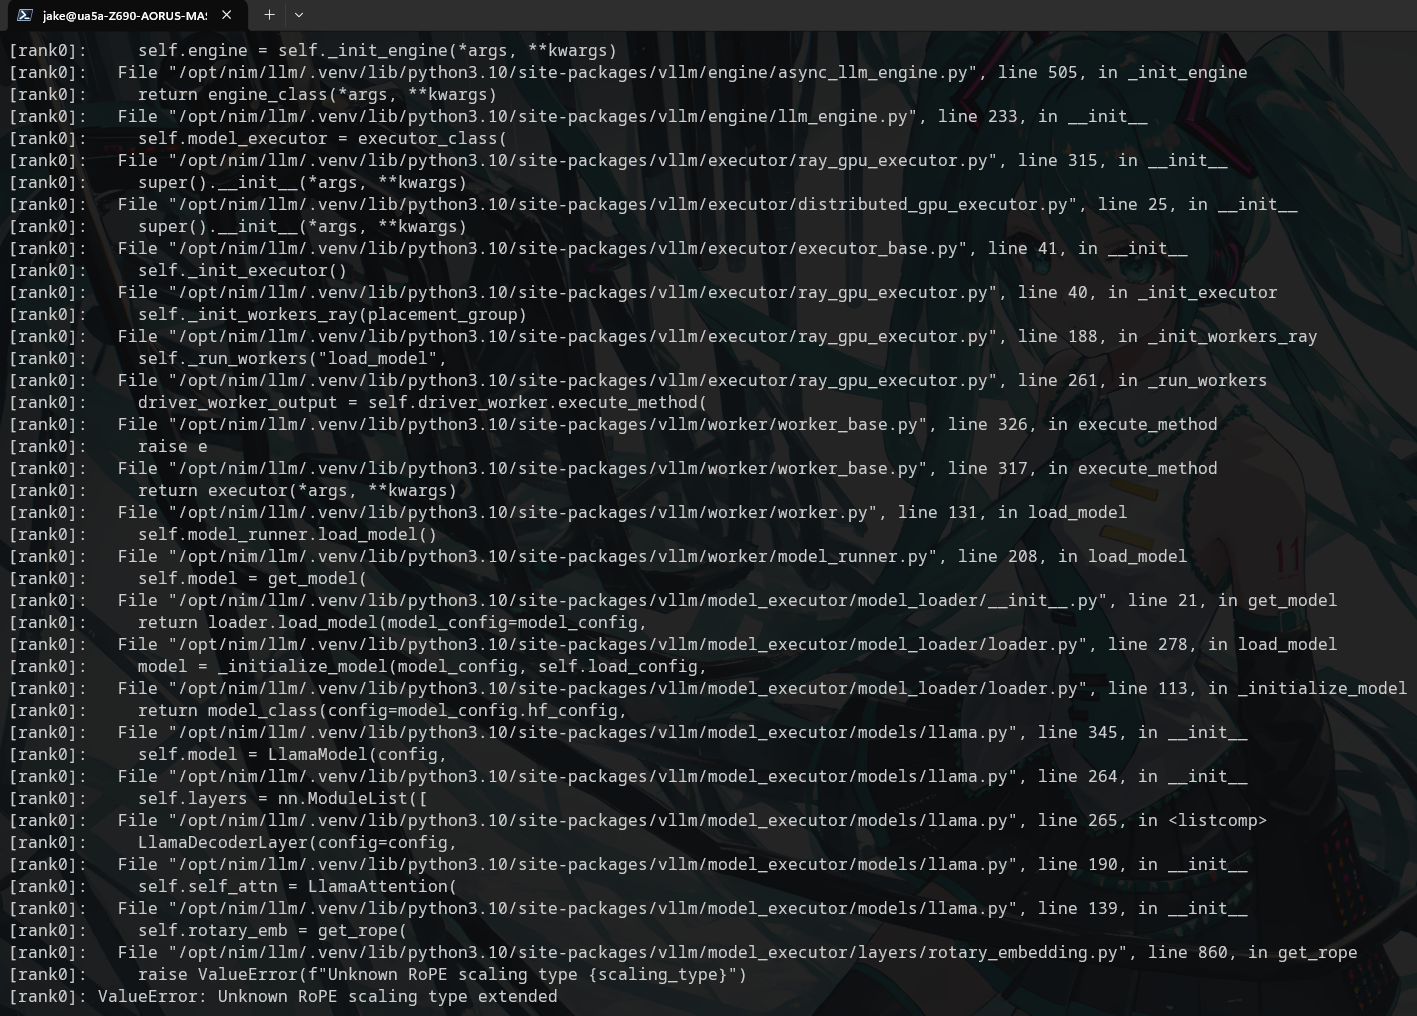 jake@ua5a-Z690-AORUS-MAS
[rank0]:     self.engine = self._init_engine(*args, **kwargs)
[rank0]:   File "/opt/nim/llm/.venv/lib/python3.10/site-packages/vllm/engine/async_llm_engine.py", line 505, in _init_engine
[rank0]:     return engine_class(*args, **kwargs)
[rank0]:   File "/opt/nim/llm/.venv/lib/python3.10/site-packages/vllm/engine/llm_engine.py", line 233, in __init__
[rank0]:     self.model_executor = executor_class(
[rank0]:   File "/opt/nim/llm/.venv/lib/python3.10/site-packages/vllm/executor/ray_gpu_executor.py", line 315, in __init__
[rank0]:     super().__init__(*args, **kwargs)
[rank0]:   File "/opt/nim/llm/.venv/lib/python3.10/site-packages/vllm/executor/distributed_gpu_executor.py", line 25, in __init__
[rank0]:     super().__init__(*args, **kwargs)
[rank0]:   File "/opt/nim/llm/.venv/lib/python3.10/site-packages/vllm/executor/executor_base.py", line 41, in __init__
[rank0]:     self._init_executor()
[rank0]:   File "/opt/nim/llm/.venv/lib/python3.10/site-packages/vllm/executor/ray_gpu_executor.py", line 40, in _init_executor
[rank0]:     self._init_workers_ray(placement_group)
[rank0]:   File "/opt/nim/llm/.venv/lib/python3.10/site-packages/vllm/executor/ray_gpu_executor.py", line 188, in _init_workers_ray
[rank0]:     self._run_workers("load_model",
[rank0]:   File "/opt/nim/llm/.venv/lib/python3.10/site-packages/vllm/executor/ray_gpu_executor.py", line 261, in _run_workers
[rank0]:     driver_worker_output = self.driver_worker.execute_method(
[rank0]:   File "/opt/nim/llm/.venv/lib/python3.10/site-packages/vllm/worker/worker_base.py", line 326, in execute_method
[rank0]:     raise e
[rank0]:   File "/opt/nim/llm/.venv/lib/python3.10/site-packages/vllm/worker/worker_base.py", line 317, in execute_method
[rank0]:     return executor(*args, **kwargs)
[rank0]:   File "/opt/nim/llm/.venv/lib/python3.10/site-packages/vllm/worker/worker.py", line 131, in load_model
[rank0]:     self.model_runner.load_model()
[rank0]:   File "/opt/nim/llm/.venv/lib/python3.10/site-packages/vllm/worker/model_runner.py", line 208, in load_model
[rank0]:     self.model = get_model(
[rank0]:   File "/opt/nim/llm/.venv/lib/python3.10/site-packages/vllm/model_executor/model_loader/__init__.py", line 21, in get_model
[rank0]:     return loader.load_model(model_config=model_config,
[rank0]:   File "/opt/nim/llm/.venv/lib/python3.10/site-packages/vllm/model_executor/model_loader/loader.py", line 278, in load_model
[rank0]:     model = _initialize_model(model_config, self.load_config,
[rank0]:   File "/opt/nim/llm/.venv/lib/python3.10/site-packages/vllm/model_executor/model_loader/loader.py", line 113, in _initialize_model
[rank0]:     return model_class(config=model_config.hf_config,
[rank0]:   File "/opt/nim/llm/.venv/lib/python3.10/site-packages/vllm/model_executor/models/llama.py", line 345, in __init__
[rank0]:     self.model = LlamaModel(config,
[rank0]:   File "/opt/nim/llm/.venv/lib/python3.10/site-packages/vllm/model_executor/models/llama.py", line 264, in __init__
[rank0]:     self.layers = nn.ModuleList([
[rank0]:   File "/opt/nim/llm/.venv/lib/python3.10/site-packages/vllm/model_executor/models/llama.py", line 265, in <listcomp>
[rank0]:     LlamaDecoderLayer(config=config,
[rank0]:   File "/opt/nim/llm/.venv/lib/python3.10/site-packages/vllm/model_executor/models/llama.py", line 190, in __init__
[rank0]:     self.self_attn = LlamaAttention(
[rank0]:   File "/opt/nim/llm/.venv/lib/python3.10/site-packages/vllm/model_executor/models/llama.py", line 139, in __init__
[rank0]:     self.rotary_emb = get_rope(
[rank0]:   File "/opt/nim/llm/.venv/lib/python3.10/site-packages/vllm/model_executor/layers/rotary_embedding.py", line 860, in get_rope
[rank0]:     raise ValueError(f"Unknown RoPE scaling type {scaling_type}")
[rank0]: ValueError: Unknown RoPE scaling type extended